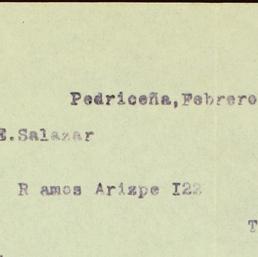 Pedriceña,Febrero
E.Salazar
R amos Arizpe I22
T